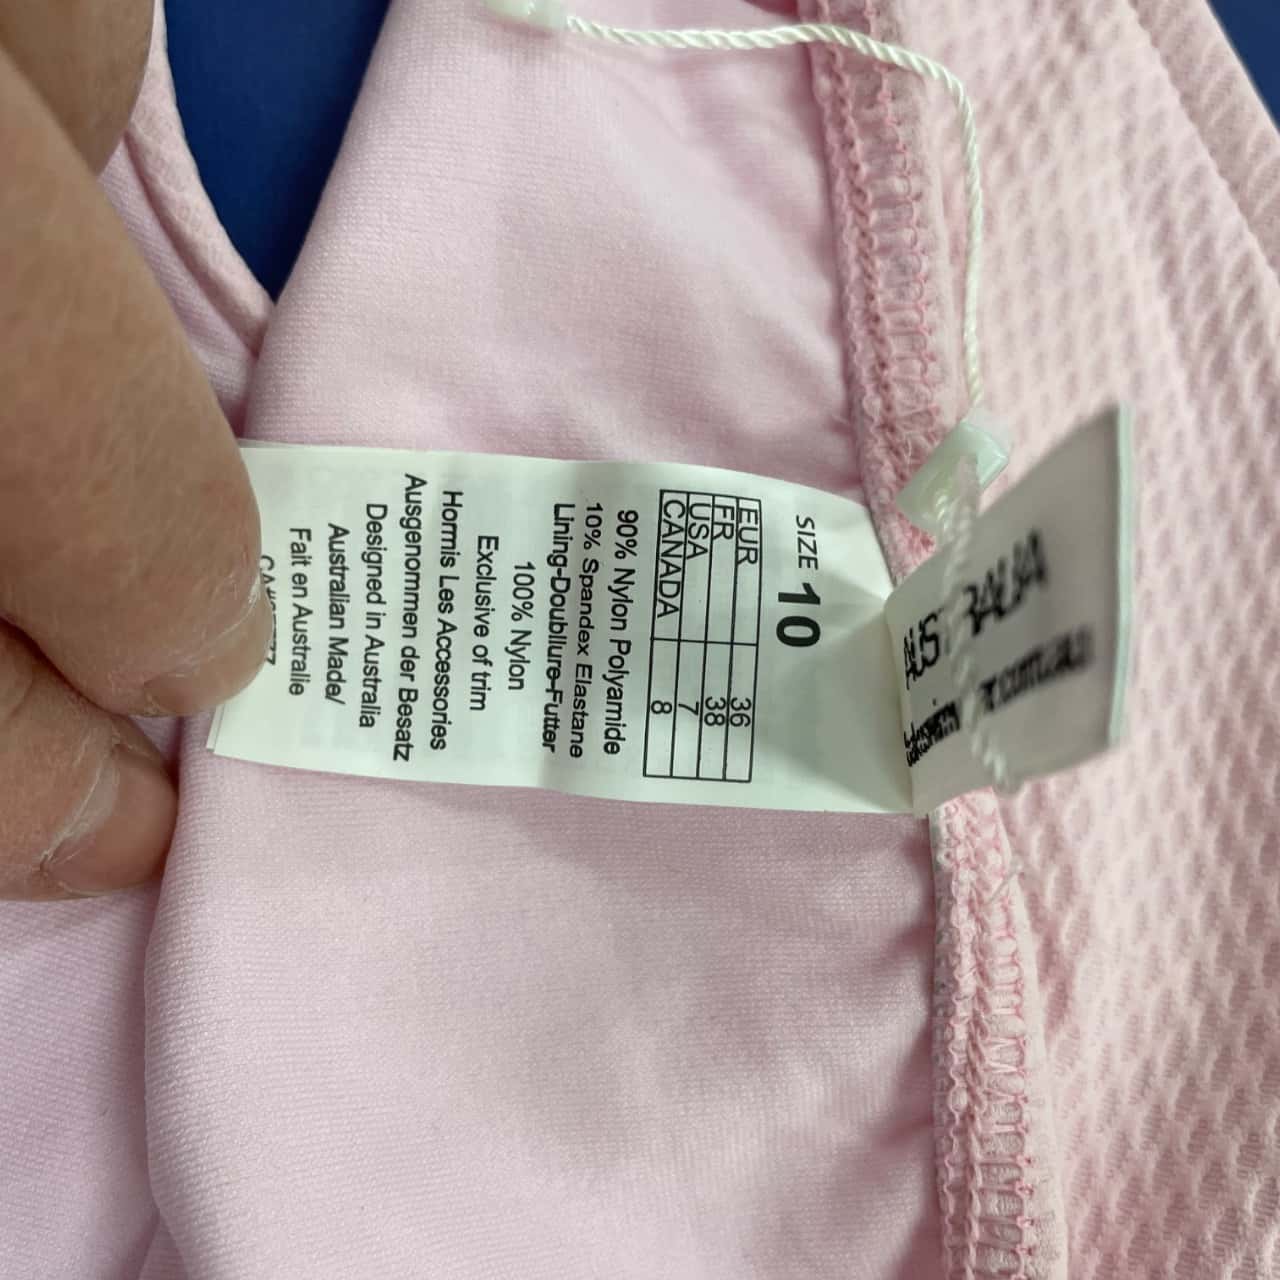 SIZE 10
EUR 36
FR 38
USA 7
CANADA 8
90% Nylon Polyamide
10% Spandex Elastane
Lining-Doubllure-Futter
100% Nylon
Exclusive of trim
Hormis Les Accessories
Ausgenommen der Besatz
Designed in Australia
Australian Made/
Fait en Australie
AUSTRALIA